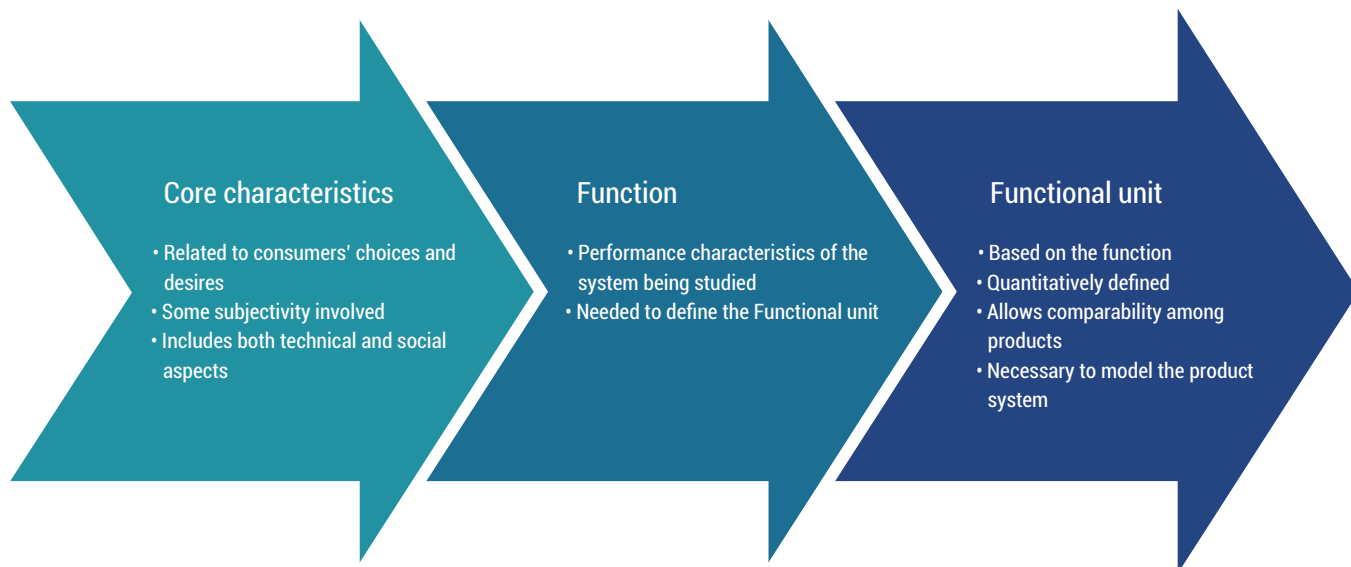 Core characteristics
• Related to consumers' choices and
desires
• Some subjectivity involved
• Includes both technical and social
aspects
Function
• Performance characteristics of the
system being studied
• Needed to define the Functional unit
Functional unit
• Based on the function
• Quantitatively defined
• Allows comparability among
products
• Necessary to model the product
system